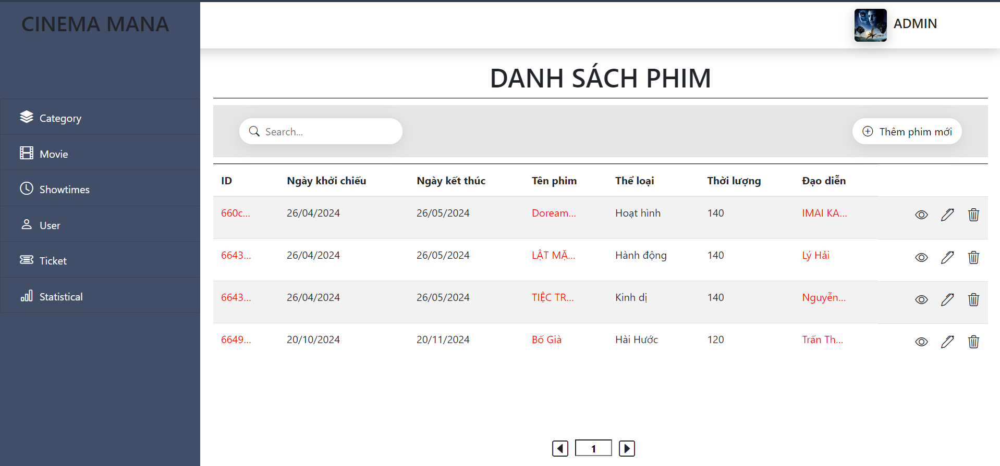 CINEMA MANA
ADMIN
Category
Movie
Showtimes
User
Ticket
Statistical
DANH SÁCH PHIM
Search...
Thêm phim mới
ID Ngày khởi chiếu Ngày kết thúc Tên phim Thể loại Thời lượng Đạo diễn
660c... 26/04/2024 26/05/2024 Doream... Hoạt hình 140 IMAI KA...
6643... 26/04/2024 26/05/2024 LẬT MẶ... Hành động 140 Lý Hải
6643... 26/04/2024 26/05/2024 TIỆC TR... Kinh dị 140 Nguyễn...
6649... 20/10/2024 20/11/2024 Bố Già Hài Hước 120 Trấn Th...
1